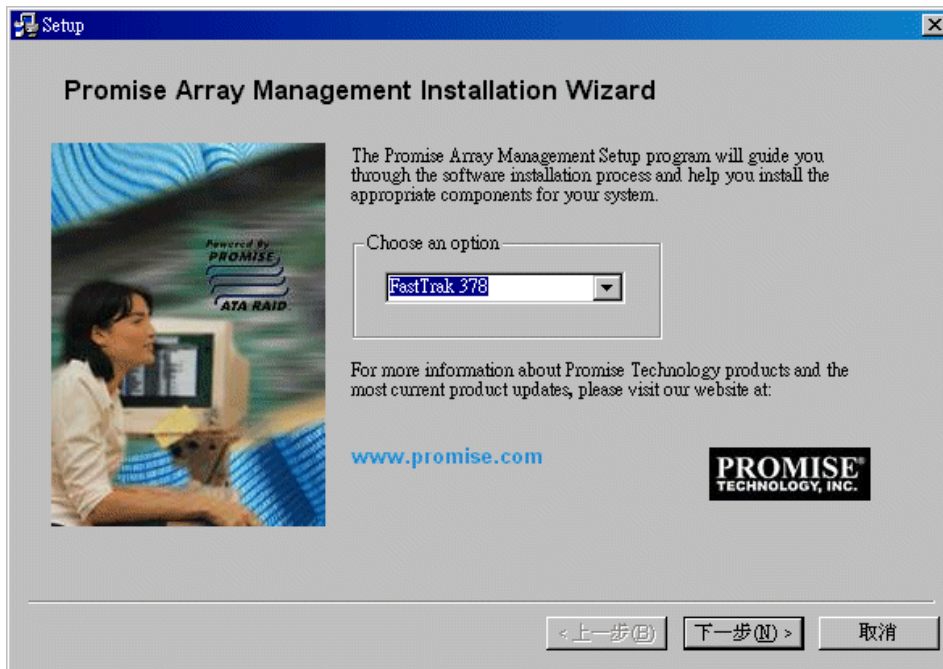 Setup
Promise Array Management Installation Wizard
The Promise Array Management Setup program will guide you
through the software installation process and help you install the
appropriate components for your system.
Powered By
PROMISE
ATA RAID
Choose an option
FastTrak 378
For more information about Promise Technology products and the
most current product updates, please visit our website at:
www.promise.com
PROMISE®
TECHNOLOGY, INC.
<上一步(B)
下一步(N) >
取消